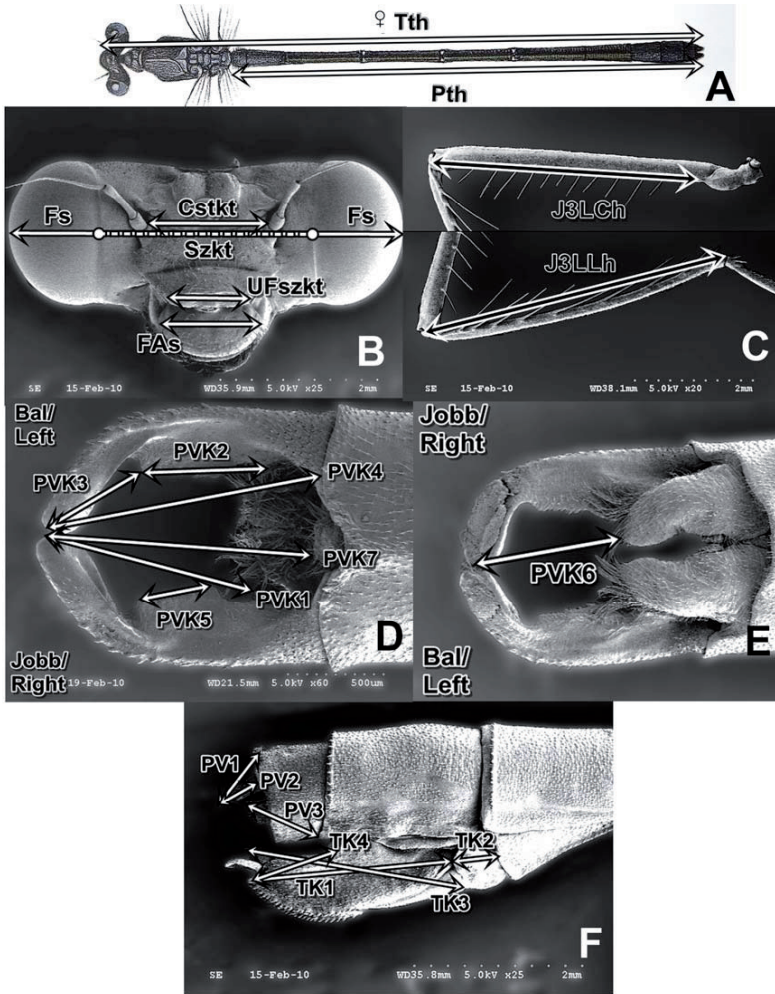 ♀ Tth
Pth
A
Fs
Cstkt
Fs
Szkt
UFszkt
FAs
B
SE 15-Feb-10 WD35.9mm 5.0kV x25 2mm
J3LCh
J3LLh
C
SE 15-Feb-10 WD38.1mm 5.0kV x20 2mm
Bal/
Left
PVK2
PVK3
PVK4
PVK7
PVK1
PVK5
D
Jobb/
Right
19-Feb-10 WD21.5mm 5.0kV x60 500um
Jobb/
Right
PVK6
E
Bal/
Left
PV1
PV2
PV3
TK4
TK2
TK1
TK3
F
SE 15-Feb-10 WD35.8mm 5.0kV x25 2mm